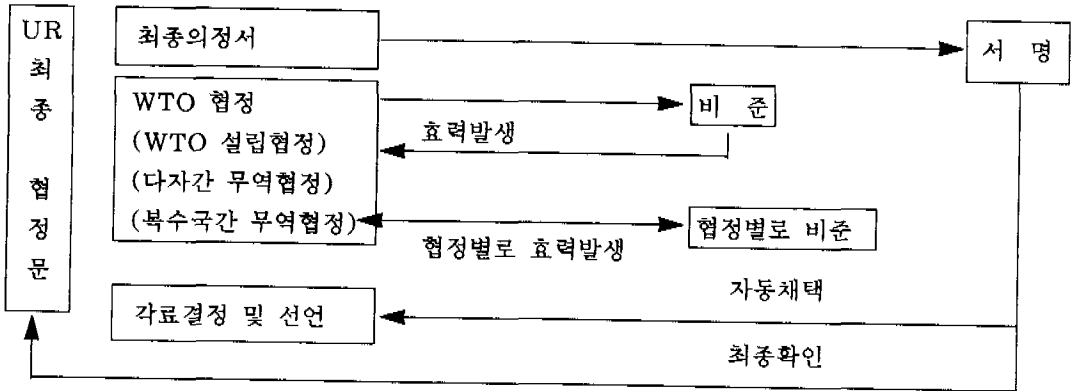 UR
최
종
협
정
문
최종의정서
서 명
WTO 협정
(WTO 설립협정)
(다자간 무역협정)
(복수국간 무역협정)
비 준
효력발생
협정별로 비준
협정별로 효력발생
자동채택
각료결정 및 선언
최종확인